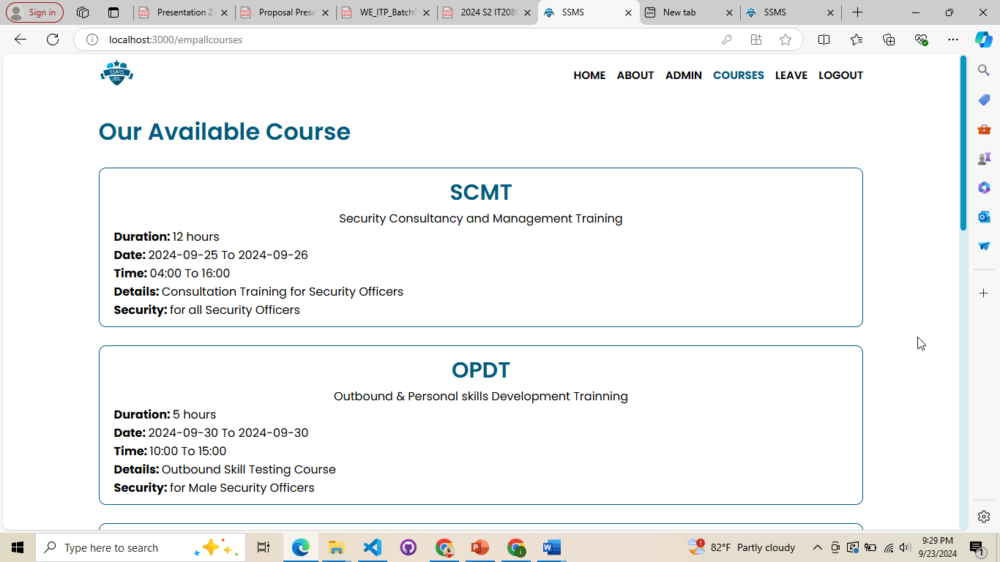 Sign in
Presentation 2
Proposal Prese
WE_ITP_Batch
2024 S2 IT208
SSMS
New tab
SSMS
localhost:3000/empallcourses
SSMS
HOME ABOUT ADMIN COURSES LEAVE LOGOUT
Our Available Course
SCMT
Security Consultancy and Management Training
Duration: 12 hours
Date: 2024-09-25 To 2024-09-26
Time: 04:00 To 16:00
Details: Consultation Training for Security Officers
Security: for all Security Officers
OPDT
Outbound & Personal skills Development Trainning
Duration: 5 hours
Date: 2024-09-30 To 2024-09-30
Time: 10:00 To 15:00
Details: Outbound Skill Testing Course
Security: for Male Security Officers
Type here to search
1
82°F Partly cloudy
9:29 PM
9/23/2024
1